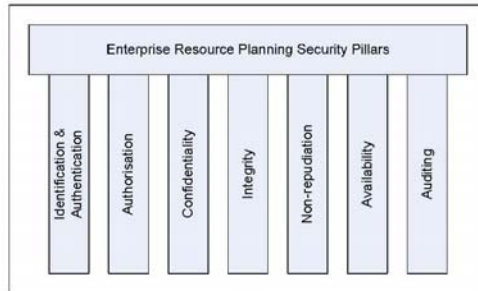 Enterprise Resource Planning Security Pillars
Identification &
Authentication
Authorisation
Confidentiality
Integrity
Non-repudiation
Availability
Auditing